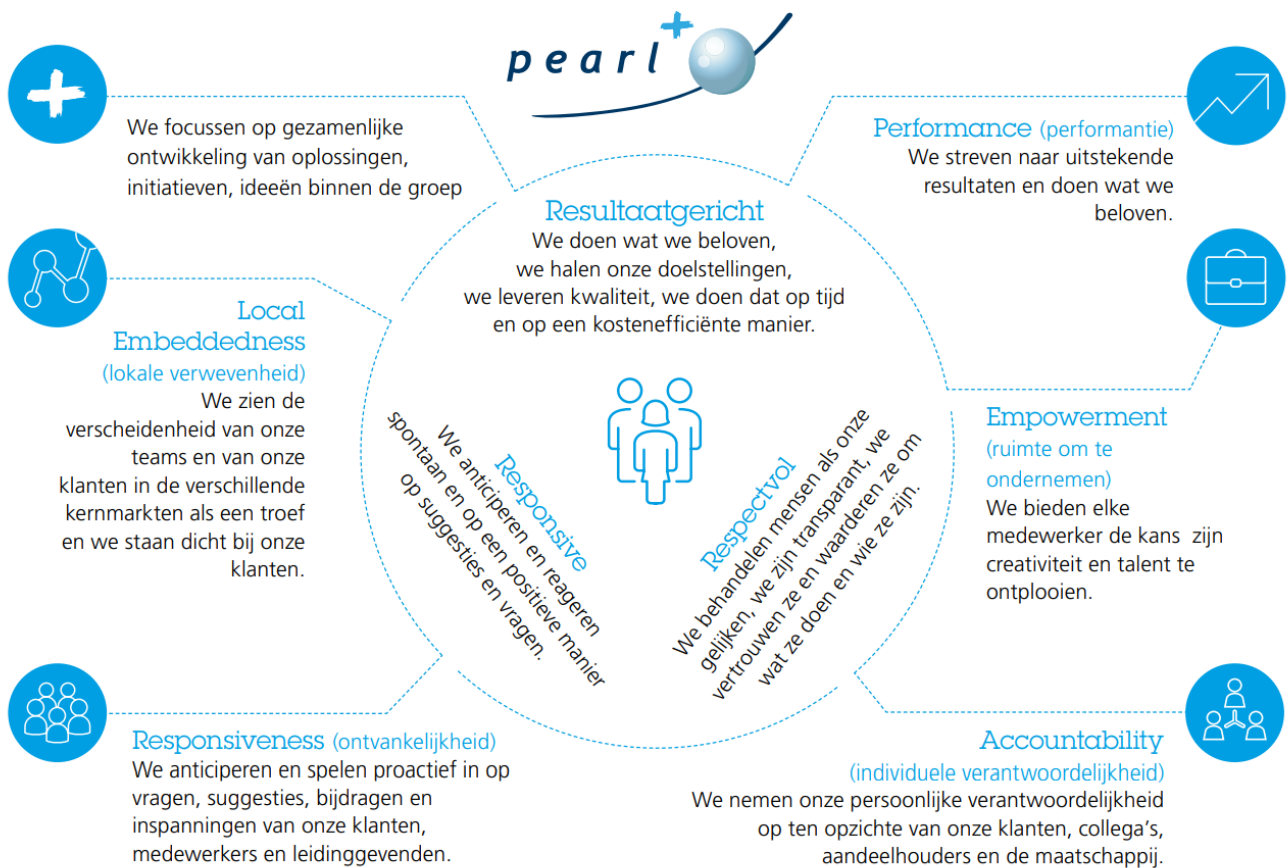 pearl+
We focussen op gezamenlijke
ontwikkeling van oplossingen,
initiatieven, ideeën binnen de groep
Performance (performantie)
We streven naar uitstekende
resultaten en doen wat we
beloven.
Resultaatgericht
We doen wat we beloven,
we halen onze doelstellingen,
we leveren kwaliteit, we doen dat op tijd
en op een kostenefficiënte manier.
Local
Embeddedness
(lokale verwevenheid)
We zien de
verscheidenheid van onze
teams en van onze
klanten in de verschillende
kernmarkten als een troef
en we staan dicht bij onze
klanten.
Responsive
We anticiperen en reageren
spontaan en op een positieve manier
op suggesties en vragen.
Respectvol
We behandelen mensen als onze
gelijken, we zijn transparant, we
vertrouwen ze en waarderen ze om
wat ze doen en wie ze zijn.
Empowerment
(ruimte om te
ondernemen)
We bieden elke
medewerker de kans zijn
creativiteit en talent te
ontplooien.
Responsiveness (ontvankelijkheid)
We anticiperen en spelen proactief in op
vragen, suggesties, bijdragen en
inspanningen van onze klanten,
medewerkers en leidinggevenden.
Accountability
(individuele verantwoordelijkheid)
We nemen onze persoonlijke verantwoordelijkheid
op ten opzichte van onze klanten, collega's,
aandeelhouders en de maatschappij.